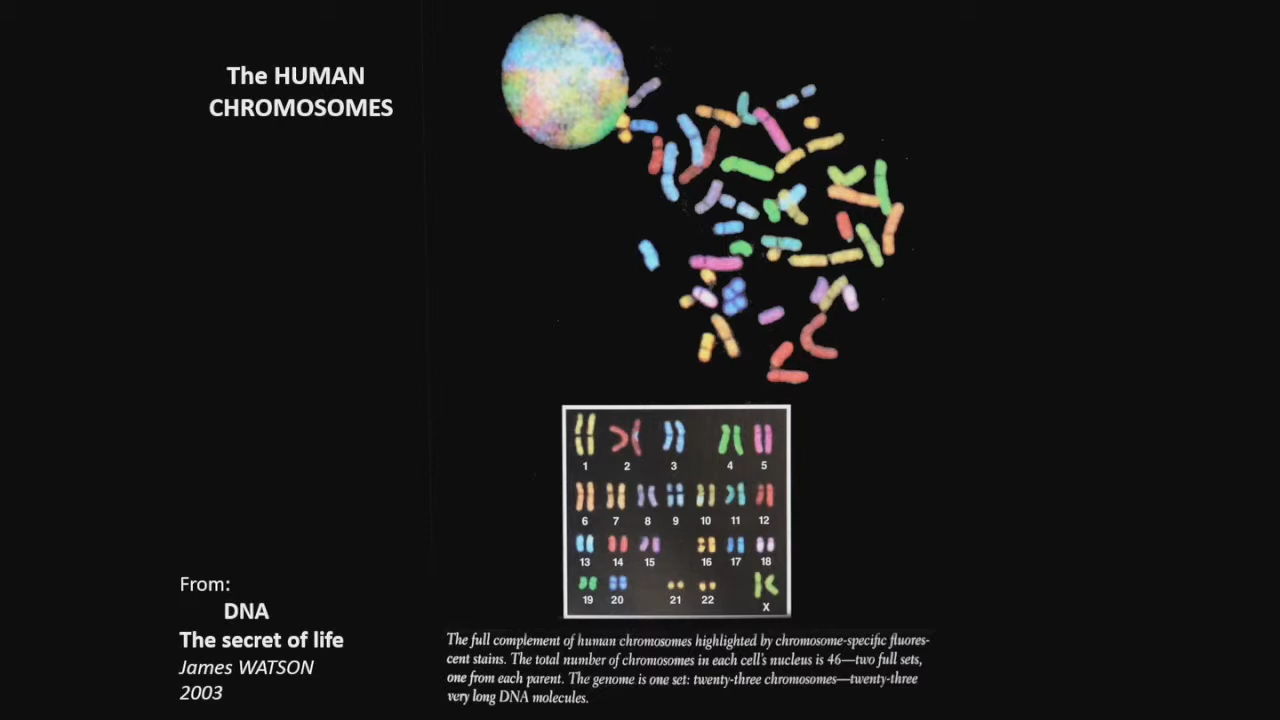 The HUMAN
CHROMOSOMES
1 2 3 4 5
6 7 8 9 10 11 12
13 14 15 16 17 18
19 20 21 22 X
From:
DNA
The secret of life
James WATSON
2003
The full complement of human chromosomes highlighted by chromosome-specific fluores-
cent stains. The total number of chromosomes in each cell's nucleus is 46—two full sets,
one from each parent. The genome is one set: twenty-three chromosomes—twenty-three
very long DNA molecules.